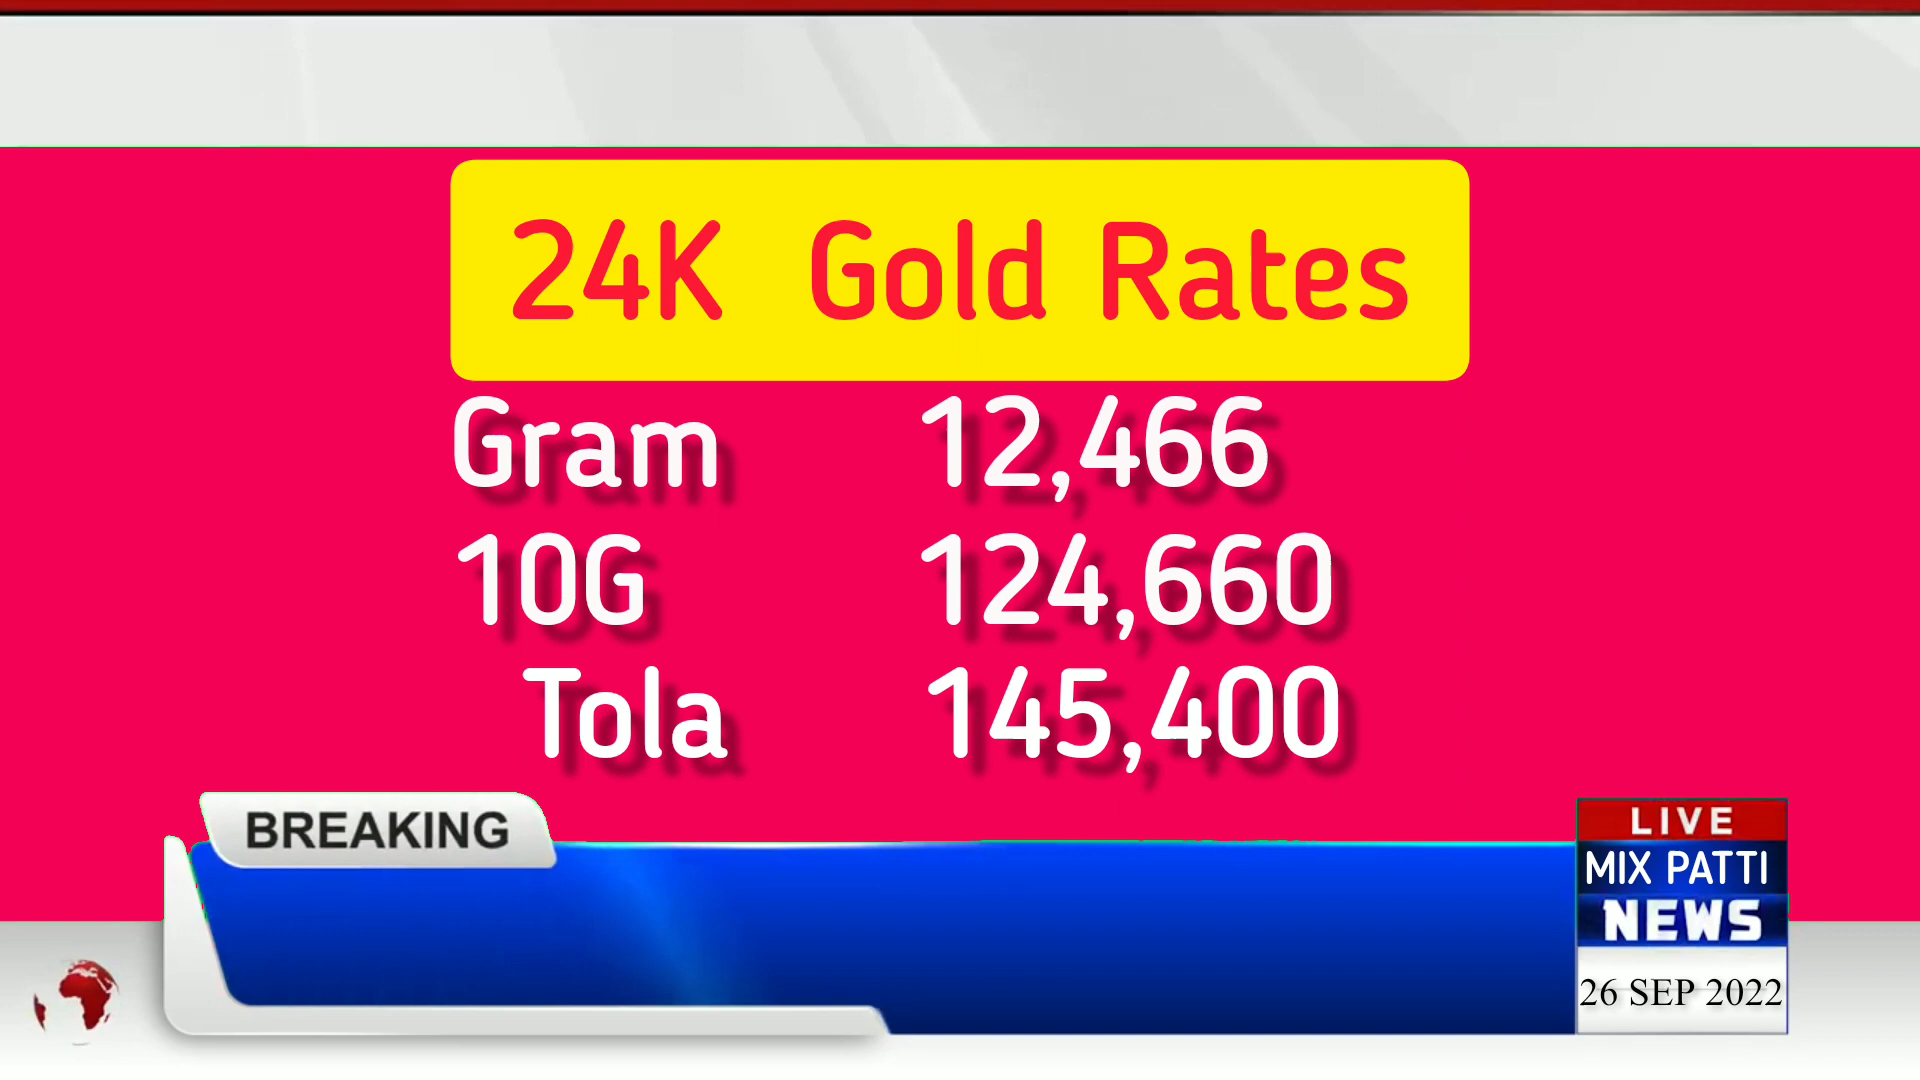 24K Gold Rates
Gram 12,466
10G 124,660
Tola 145,400
BREAKING
LIVE
MIX PATTI
NEWS
26 SEP 2022